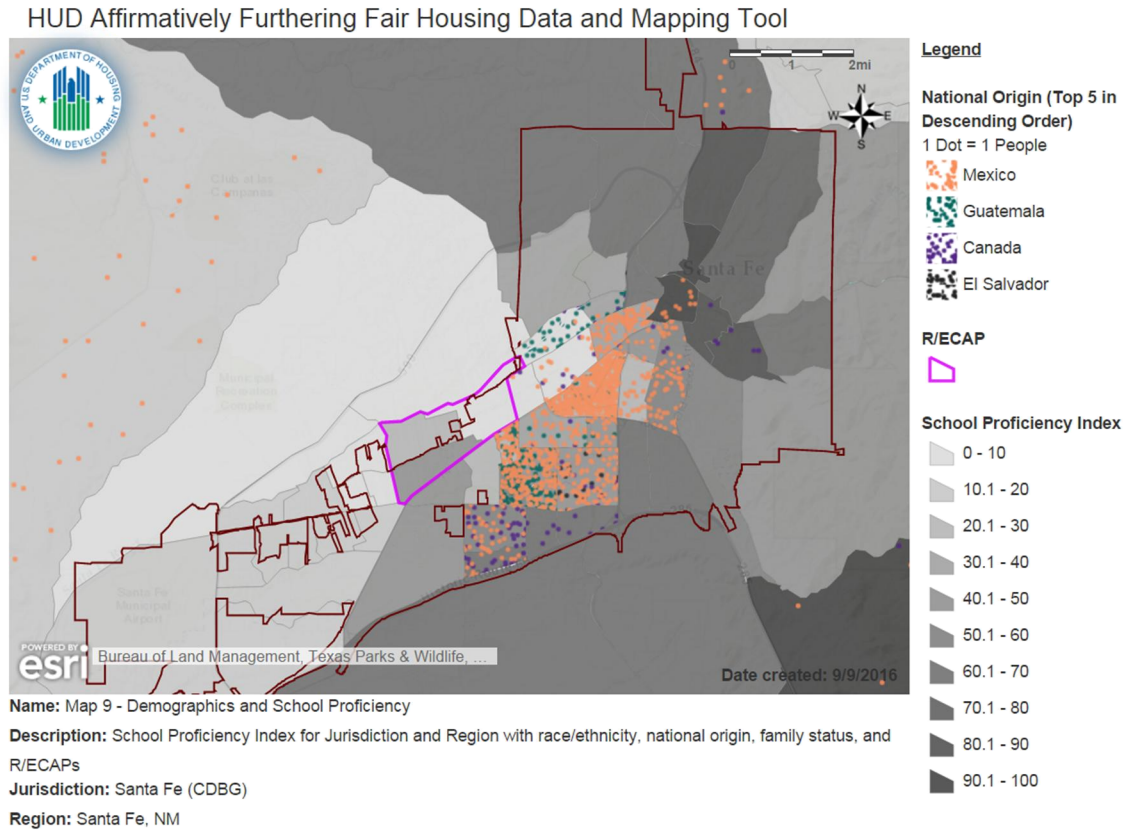 HUD Affirmatively Furthering Fair Housing Data and Mapping Tool
U.S. DEPARTMENT OF HOUSING
AND URBAN DEVELOPMENT
0 1 2mi
N
W E
S
Club of las
Campanas
Santa Fe
Municipal
Recreation
Complex
Santa Fe
Municipal
Airport
POWERED BY
esri
Bureau of Land Management, Texas Parks & Wildlife, ...
Date created: 9/9/2016
Legend
National Origin (Top 5 in
Descending Order)
1 Dot = 1 People
Mexico
Guatemala
Canada
El Salvador
R/ECAP
School Proficiency Index
0 - 10
10.1 - 20
20.1 - 30
30.1 - 40
40.1 - 50
50.1 - 60
60.1 - 70
70.1 - 80
80.1 - 90
90.1 - 100
Name: Map 9 - Demographics and School Proficiency
Description: School Proficiency Index for Jurisdiction and Region with race/ethnicity, national origin, family status, and
R/ECAPs
Jurisdiction: Santa Fe (CDBG)
Region: Santa Fe, NM